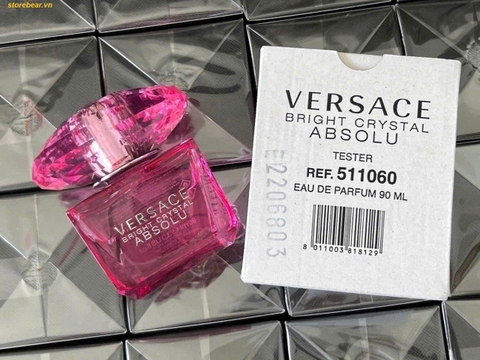 storebear.vn
VERSACE
BRIGHT CRYSTAL
ABSOLU
VERSACE
BRIGHT CRYSTAL
ABSOLU
TESTER
REF. 511060
EAU DE PARFUM 90 ML
2206803
8 011003 818129